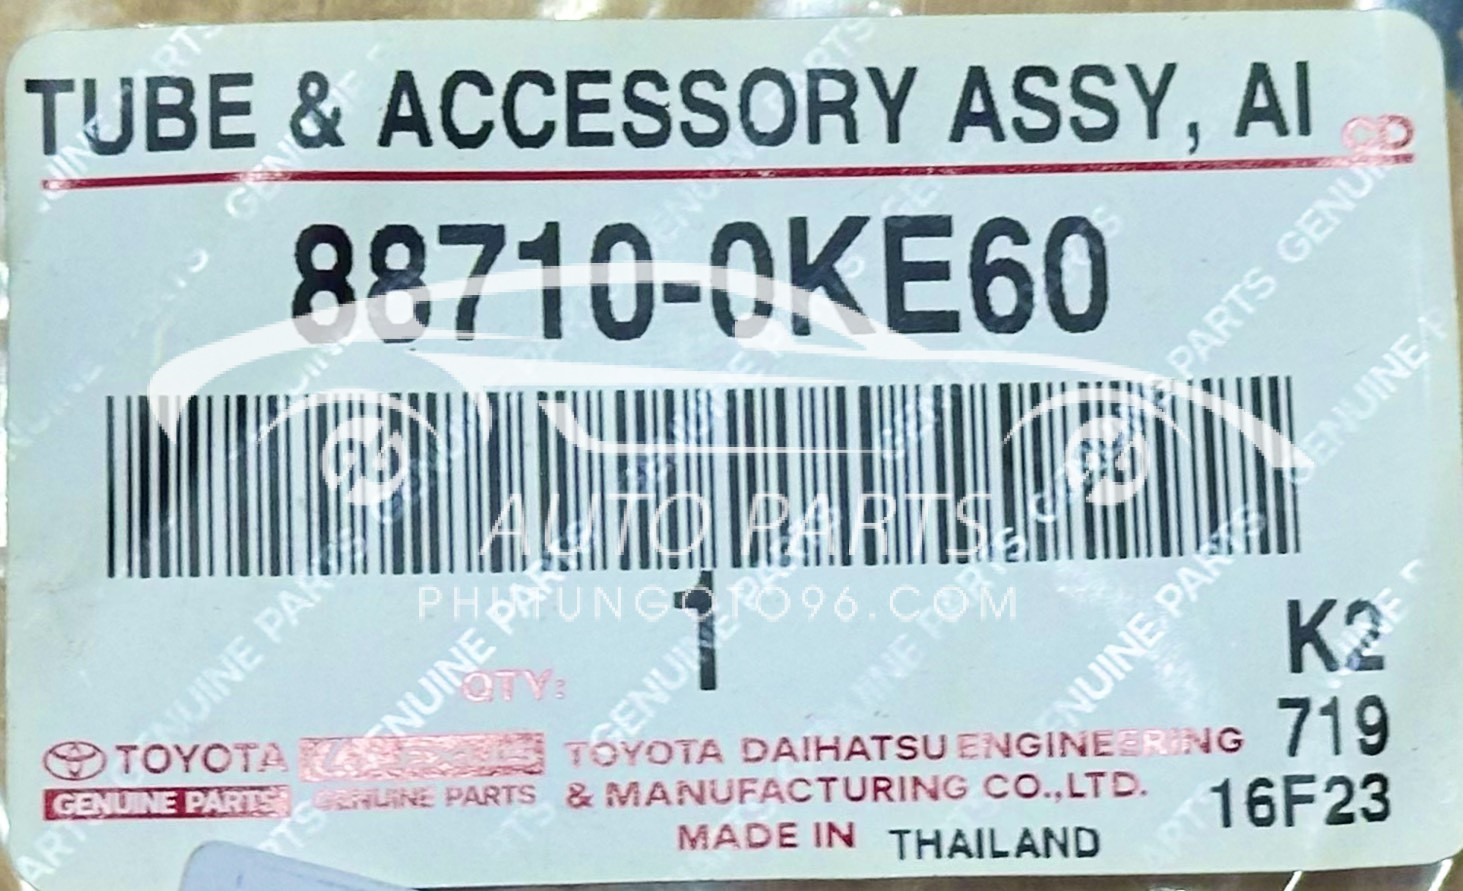 TUBE & ACCESSORY ASSY, AI
CD
88710-0KE60
AUTO PARTS
PHUTUNGOTO96.COM
1
QTY:
K2
719
16F23
TOYOTA
GENUINE PARTS
GENUINE PARTS
TOYOTA DAIHATSU ENGINEERING
& MANUFACTURING CO.,LTD.
MADE IN THAILAND